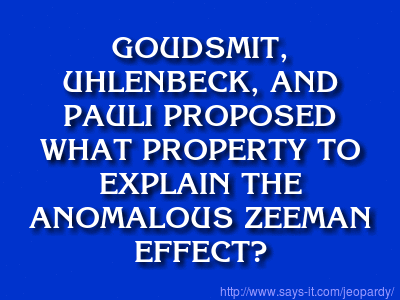 GOUDSMIT,
UHLENBECK, AND
PAULI PROPOSED
WHAT PROPERTY TO
EXPLAIN THE
ANOMALOUS ZEEMAN
EFFECT?
http://www.says-it.com/jeopardy/